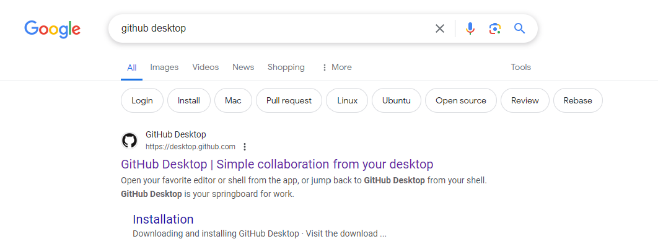 Google
github desktop
All Images Videos News Shopping More Tools
Login Install Mac Pull request Linux Ubuntu Open source Review Rebase
GitHub Desktop
https://desktop.github.com
GitHub Desktop | Simple collaboration from your desktop
Open your favorite editor or shell from the app, or jump back to GitHub Desktop from your shell.
GitHub Desktop is your springboard for work.
Installation
Downloading and installing GitHub Desktop · Visit the download ...